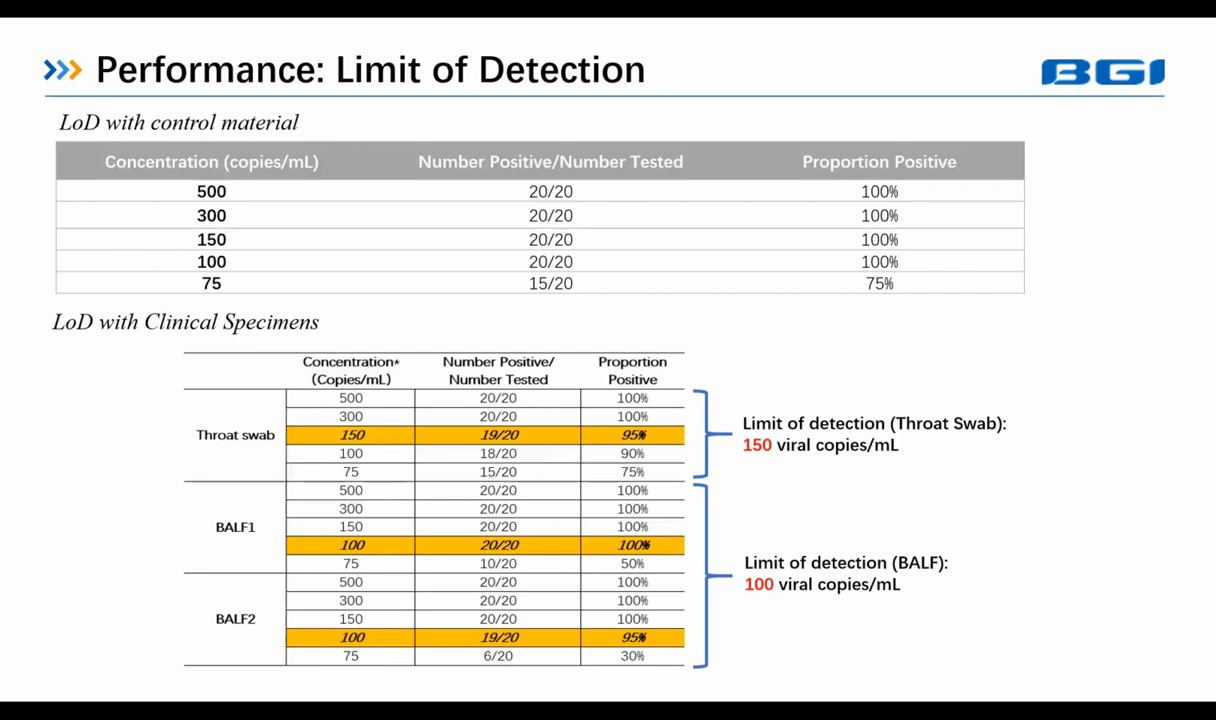 Performance: Limit of Detection
BGI
LoD with control material
Concentration (copies/mL) Number Positive/Number Tested Proportion Positive
500 20/20 100%
300 20/20 100%
150 20/20 100%
100 20/20 100%
75 15/20 75%
LoD with Clinical Specimens
Concentration* Number Positive/ Proportion
(Copies/mL) Number Tested Positive
500 20/20 100%
300 20/20 100%
Throat swab 150 19/20 95%
100 18/20 90%
75 15/20 75%
Limit of detection (Throat Swab):
150 viral copies/mL
500 20/20 100%
300 20/20 100%
BALF1 150 20/20 100%
100 20/20 100%
75 10/20 50%
500 20/20 100%
300 20/20 100%
BALF2 150 20/20 100%
100 19/20 95%
75 6/20 30%
Limit of detection (BALF):
100 viral copies/mL